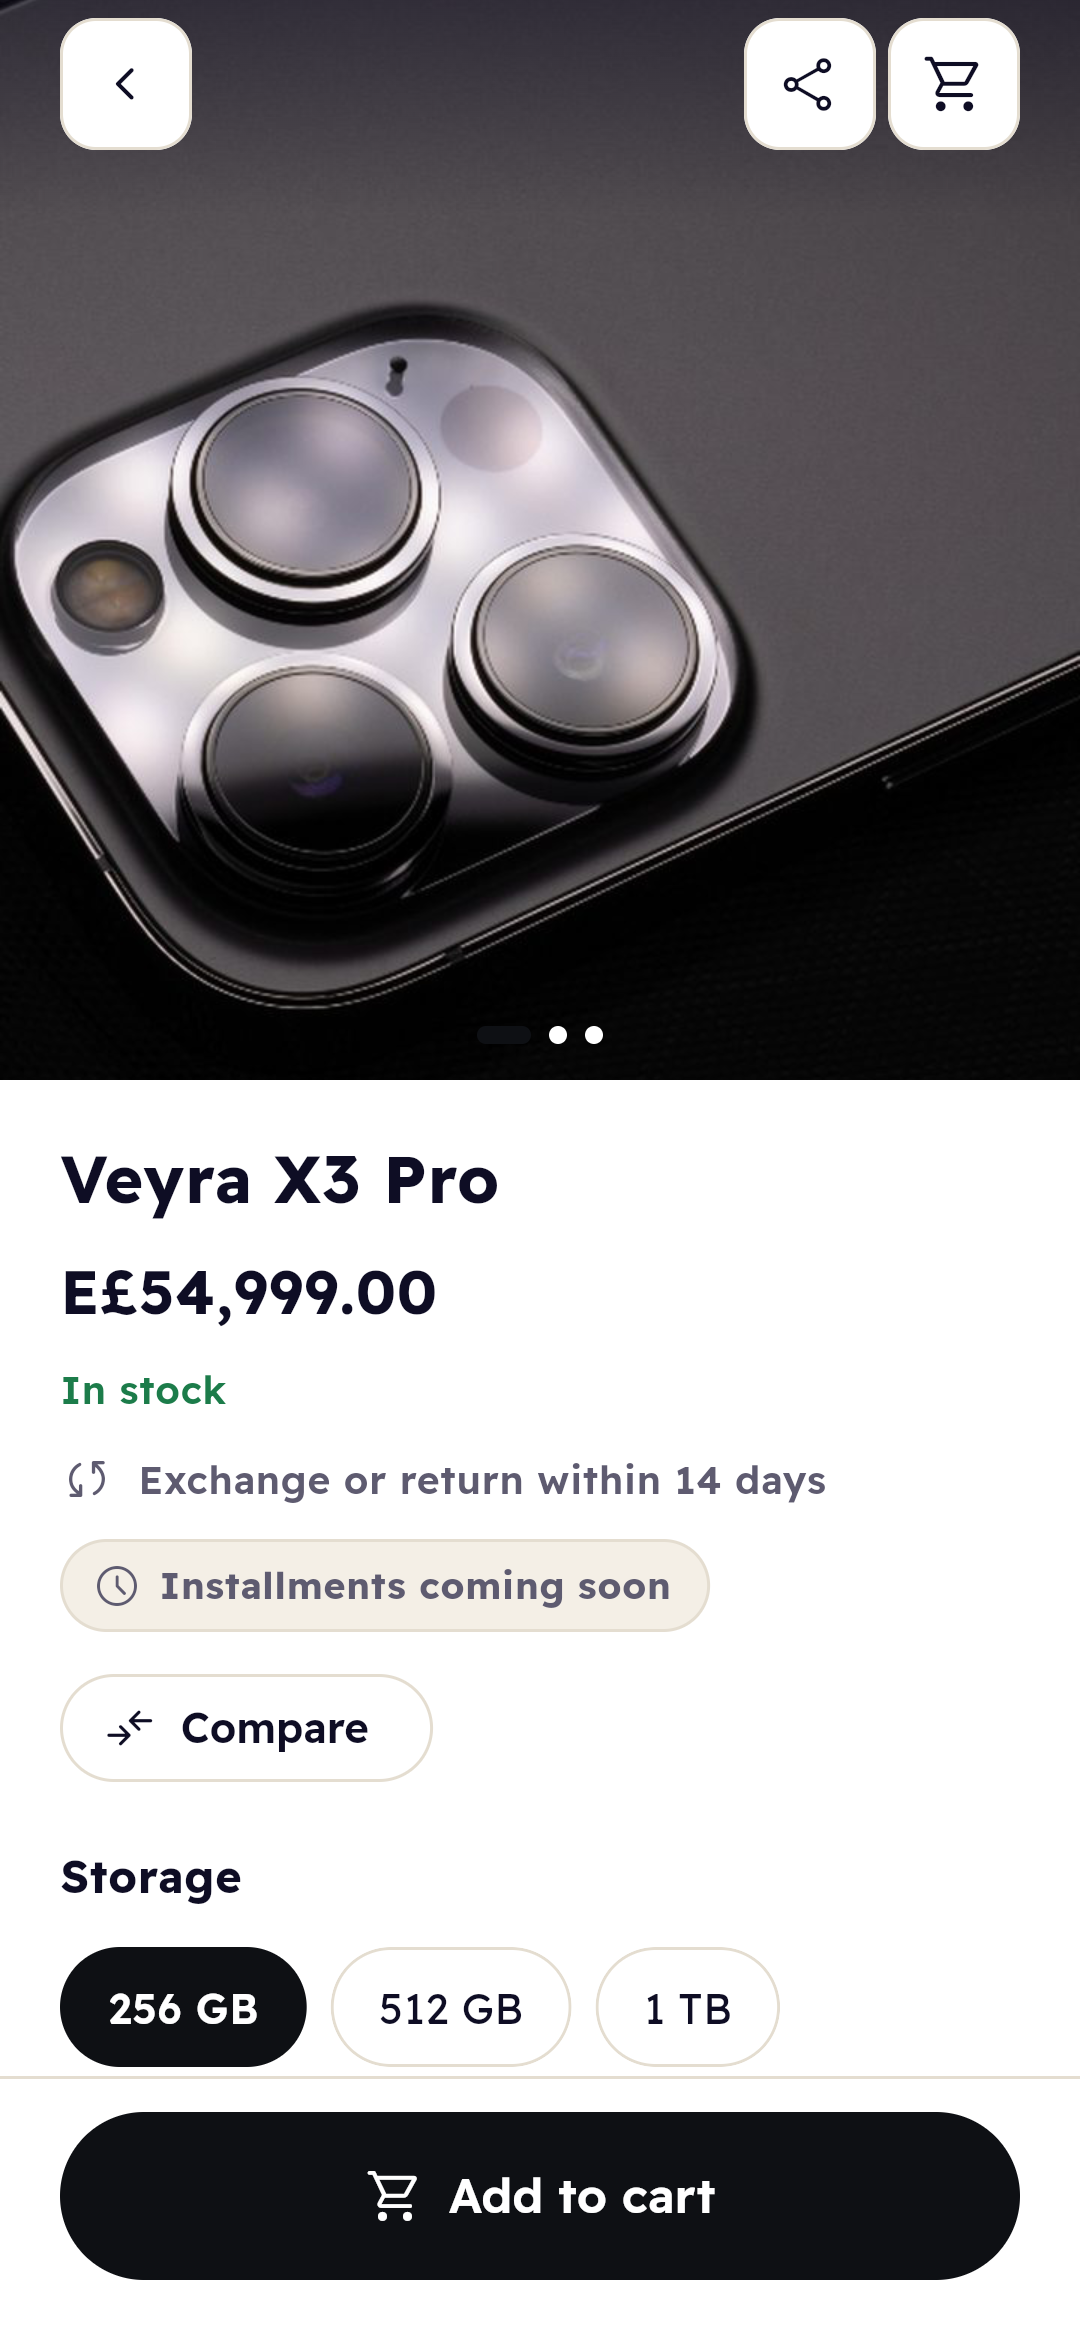 Veyra X3 Pro
E£54,999.00
In stock
Exchange or return within 14 days
Installments coming soon
Compare
Storage
256 GB 512 GB 1 TB
Add to cart